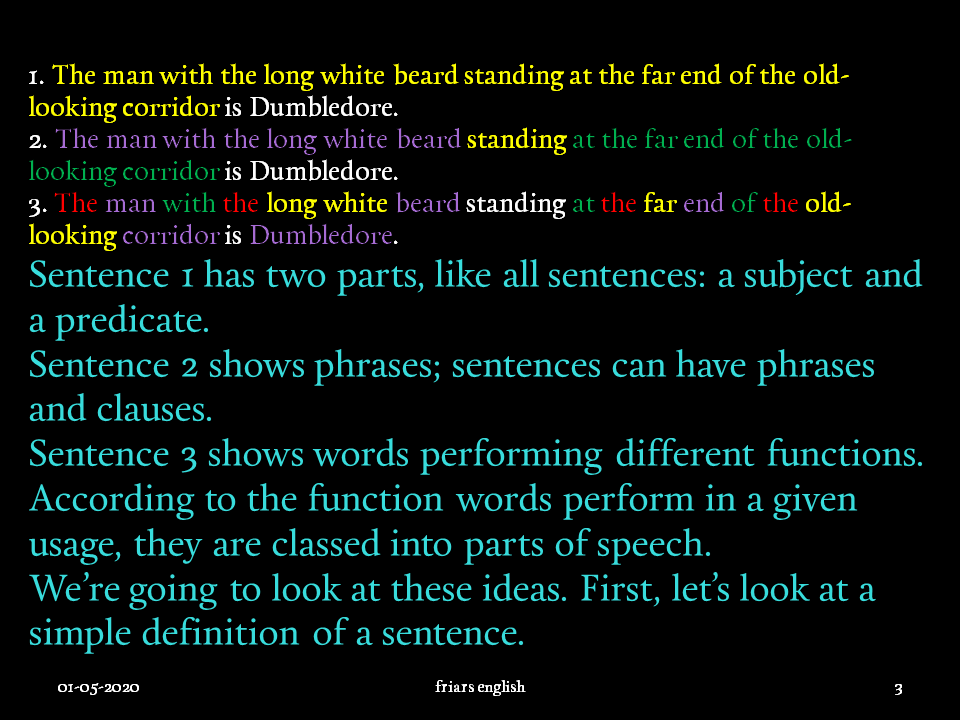 1. The man with the long white beard standing at the far end of the old-
looking corridor is Dumbledore.
2. The man with the long white beard standing at the far end of the old-
looking corridor is Dumbledore.
3. The man with the long white beard standing at the far end of the old-
looking corridor is Dumbledore.
Sentence 1 has two parts, like all sentences: a subject and
a predicate.
Sentence 2 shows phrases; sentences can have phrases
and clauses.
Sentence 3 shows words performing different functions.
According to the function words perform in a given
usage, they are classed into parts of speech.
We’re going to look at these ideas. First, let’s look at a
simple definition of a sentence.
01-05-2020 friars english 3